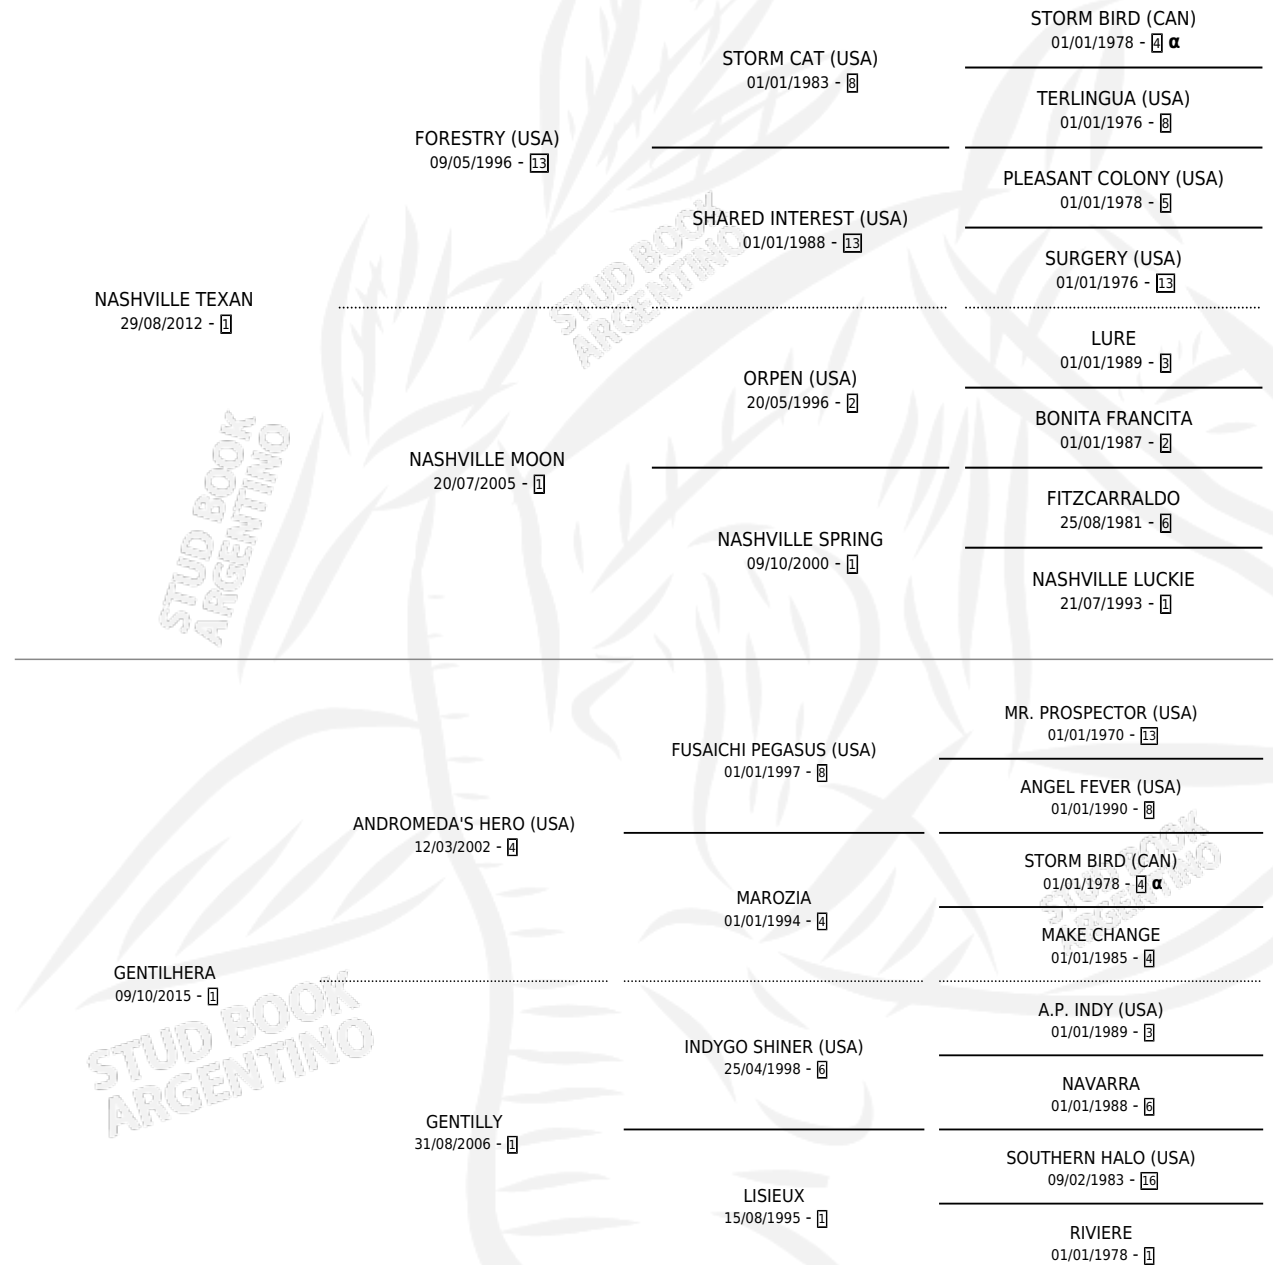 STORM BIRD (CAN)
01/01/1978 - 4 α
STORM CAT (USA)
01/01/1983 - 8
TERLINGUA (USA)
01/01/1976 - 8
FORESTRY (USA)
09/05/1996 - 13
PLEASANT COLONY (USA)
01/01/1978 - 5
SHARED INTEREST (USA)
01/01/1988 - 13
SURGERY (USA)
01/01/1976 - 13
NASHVILLE TEXAN
29/08/2012 - 1
LURE
01/01/1989 - 3
ORPEN (USA)
20/05/1996 - 2
BONITA FRANCITA
01/01/1987 - 2
NASHVILLE MOON
20/07/2005 - 1
FITZCARRALDO
25/08/1981 - 6
NASHVILLE SPRING
09/10/2000 - 1
NASHVILLE LUCKIE
21/07/1993 - 1
MR. PROSPECTOR (USA)
01/01/1970 - 13
FUSAICHI PEGASUS (USA)
01/01/1997 - 8
ANGEL FEVER (USA)
01/01/1990 - 8
ANDROMEDA'S HERO (USA)
12/03/2002 - 4
STORM BIRD (CAN)
01/01/1978 - 4 α
MAROZIA
01/01/1994 - 4
MAKE CHANGE
01/01/1985 - 4
GENTILHERA
09/10/2015 - 1
A.P. INDY (USA)
01/01/1989 - 3
INDYGO SHINER (USA)
25/04/1998 - 6
NAVARRA
01/01/1988 - 6
GENTILLY
31/08/2006 - 1
SOUTHERN HALO (USA)
09/02/1983 - 16
LISIEUX
15/08/1995 - 1
RIVIERE
01/01/1978 - 1
STUD BOOK
ARGENTINO
STUD BOOK
ARGENTINO
STUD BOOK
ARGENTINO
STUD BOOK
ARGENTINO